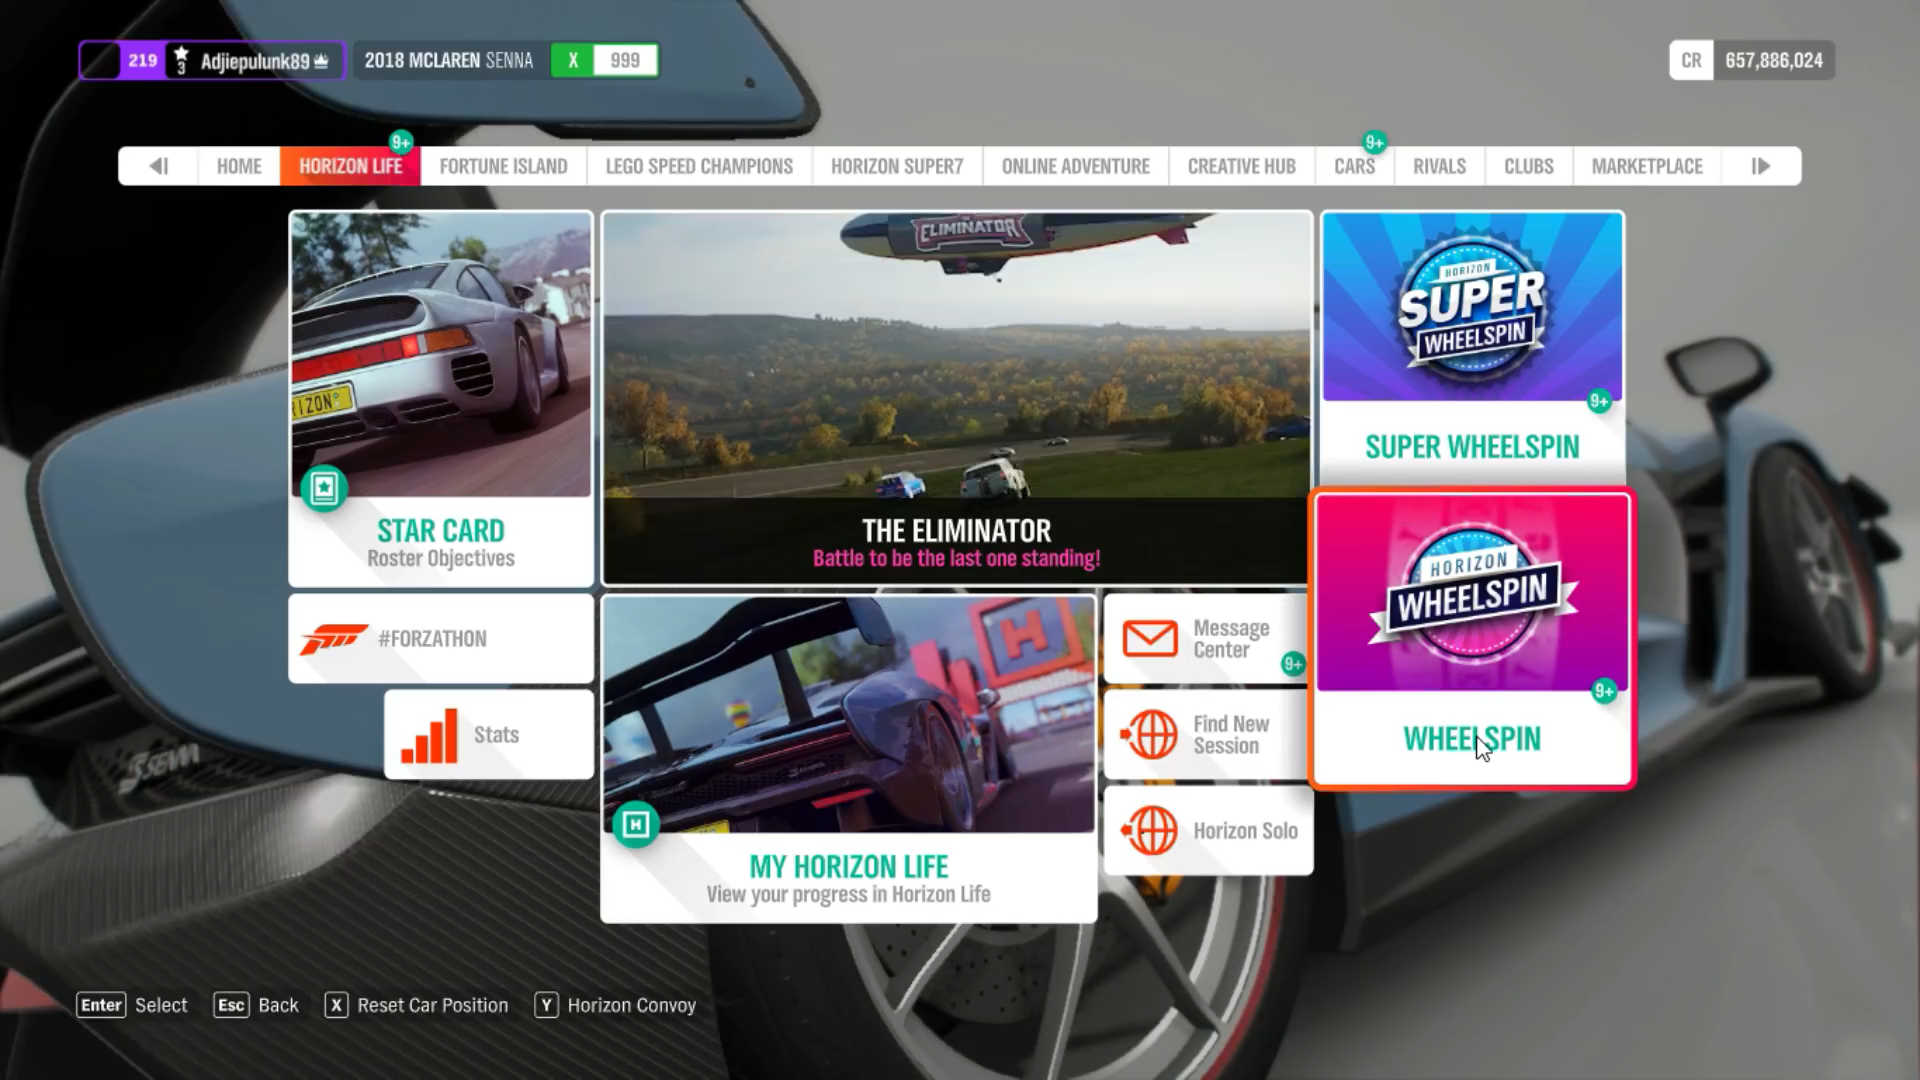 219 3 Adjiepulunk89 2018 MCLAREN SENNA X 999 CR 657,886,024
9+ 9+
HOME HORIZON LIFE FORTUNE ISLAND LEGO SPEED CHAMPIONS HORIZON SUPER7 ONLINE ADVENTURE CREATIVE HUB CARS RIVALS CLUBS MARKETPLACE
ELIMINATOR
HORIZON
SUPER
WHEELSPIN
9+
SUPER WHEELSPIN
STAR CARD
Roster Objectives
THE ELIMINATOR
Battle to be the last one standing!
HORIZON
WHEELSPIN
9+
WHEELSPIN
#FORZATHON
Stats
H
MY HORIZON LIFE
View your progress in Horizon Life
Message
Center
9+
Find New
Session
Horizon Solo
Enter Select Esc Back X Reset Car Position Y Horizon Convoy